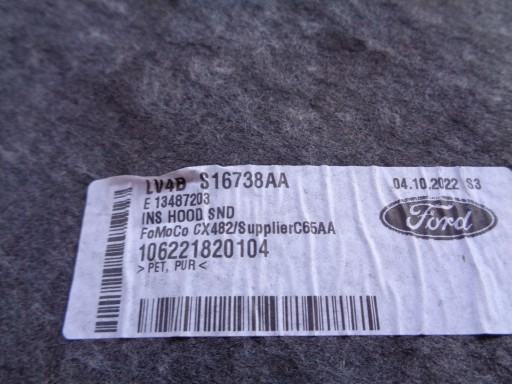 LV4B S16738AA 04.10.2022 S3
E 13487203
INS HOOD SND
FoMoCo CX482/SupplierC65AA
106221820104
>PET, PUR<
Ford